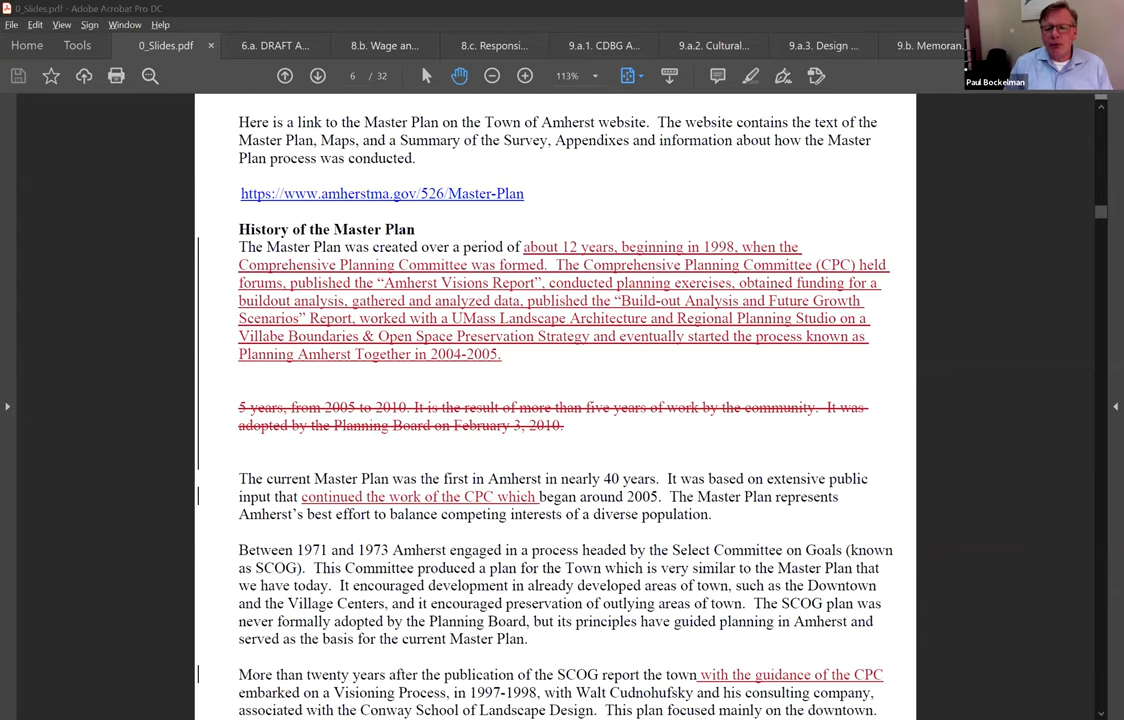 0_Slides.pdf - Adobe Acrobat Pro DC
File Edit View Sign Window Help
Home Tools 0_Slides.pdf × 6.a. DRAFT A... 8.b. Wage an... 8.c. Responsi... 9.a.1. CDBG A... 9.a.2. Cultural... 9.a.3. Design ... 9.b. Memoran.
6 / 32 113%
Paul Bockelman
Here is a link to the Master Plan on the Town of Amherst website. The website contains the text of the
Master Plan, Maps, and a Summary of the Survey, Appendixes and information about how the Master
Plan process was conducted.
https://www.amherstma.gov/526/Master-Plan
History of the Master Plan
The Master Plan was created over a period of about 12 years, beginning in 1998, when the
Comprehensive Planning Committee was formed. The Comprehensive Planning Committee (CPC) held
forums, published the “Amherst Visions Report”, conducted planning exercises, obtained funding for a
buildout analysis, gathered and analyzed data, published the “Build-out Analysis and Future Growth
Scenarios” Report, worked with a UMass Landscape Architecture and Regional Planning Studio on a
Villabe Boundaries & Open Space Preservation Strategy and eventually started the process known as
Planning Amherst Together in 2004-2005.
5 years, from 2005 to 2010. It is the result of more than five years of work by the community. It was
adopted by the Planning Board on February 3, 2010.
The current Master Plan was the first in Amherst in nearly 40 years. It was based on extensive public
input that continued the work of the CPC which began around 2005. The Master Plan represents
Amherst’s best effort to balance competing interests of a diverse population.
Between 1971 and 1973 Amherst engaged in a process headed by the Select Committee on Goals (known
as SCOG). This Committee produced a plan for the Town which is very similar to the Master Plan that
we have today. It encouraged development in already developed areas of town, such as the Downtown
and the Village Centers, and it encouraged preservation of outlying areas of town. The SCOG plan was
never formally adopted by the Planning Board, but its principles have guided planning in Amherst and
served as the basis for the current Master Plan.
More than twenty years after the publication of the SCOG report the town with the guidance of the CPC
embarked on a Visioning Process, in 1997-1998, with Walt Cudnohufsky and his consulting company,
associated with the Conway School of Landscape Design. This plan focused mainly on the downtown.